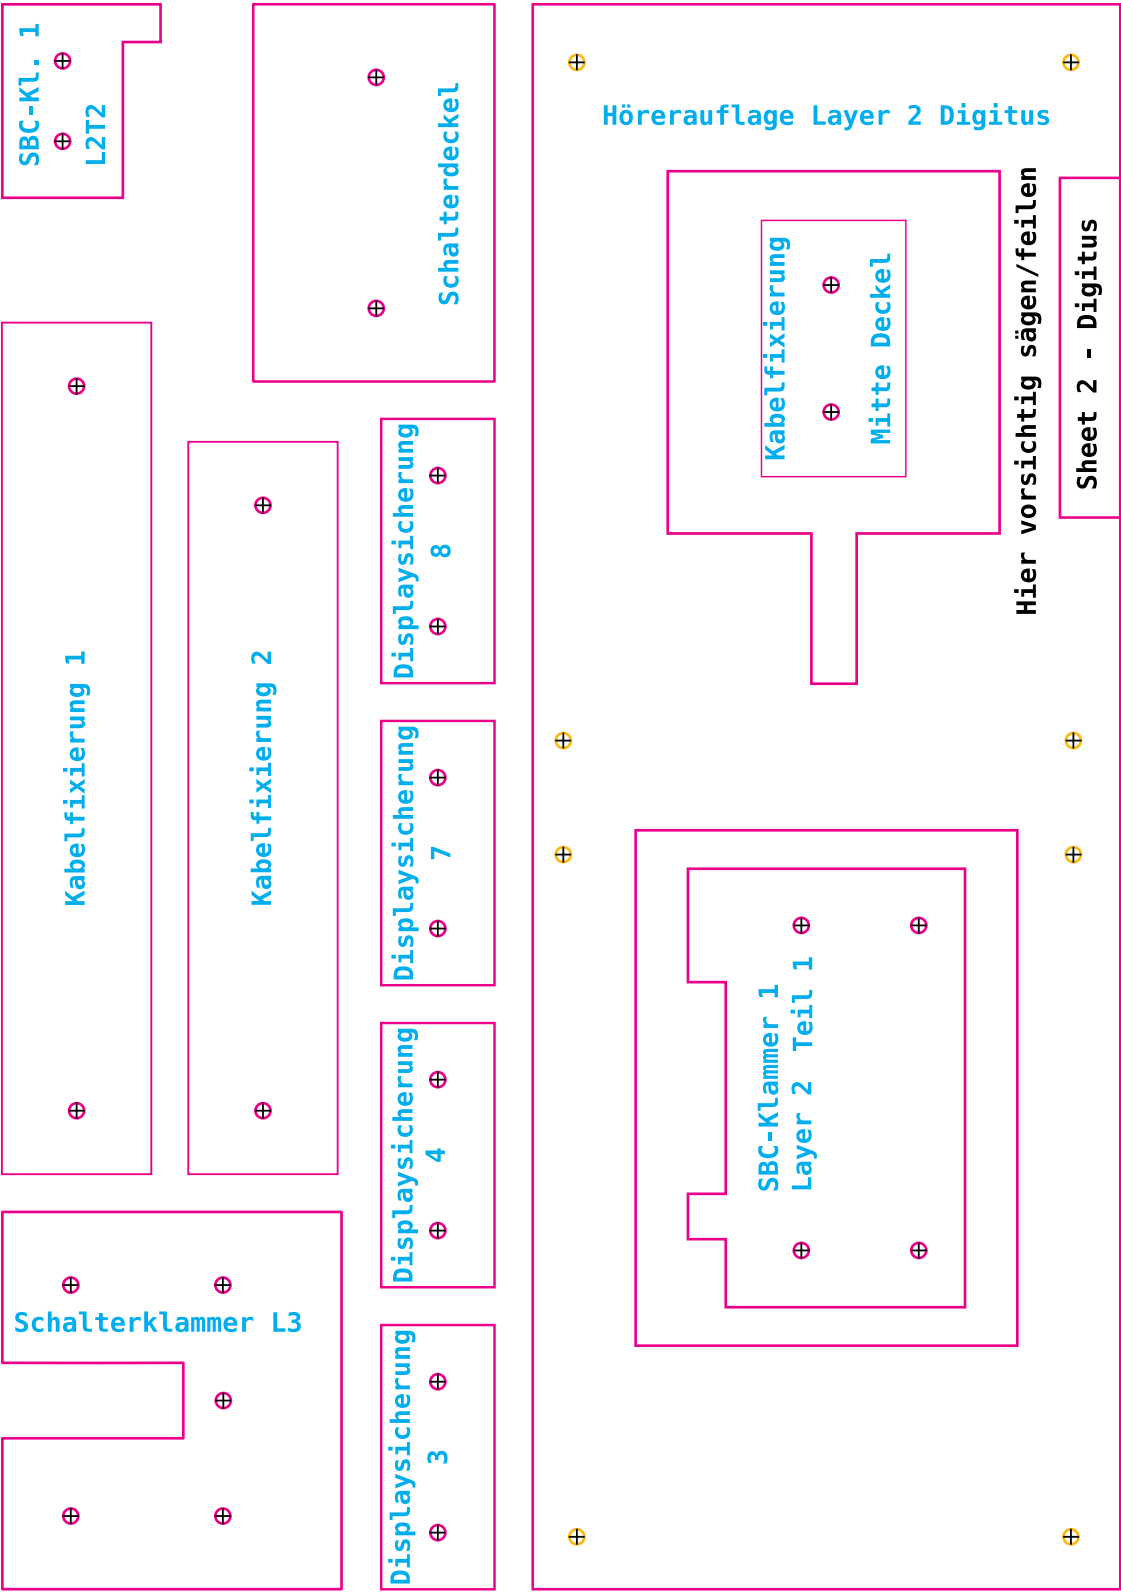 SBC-Kl. 1
L2T2
Schalterdeckel
Hörerauflage Layer 2 Digitus
Kabelfixierung
Mitte Deckel
Hier vorsichtig sägen/feilen
Sheet 2 - Digitus
Kabelfixierung 1
Kabelfixierung 2
Displaysicherung
8
Displaysicherung
7
Displaysicherung
4
Displaysicherung
3
SBC-Klammer 1
Layer 2 Teil 1
Schalterklammer L3